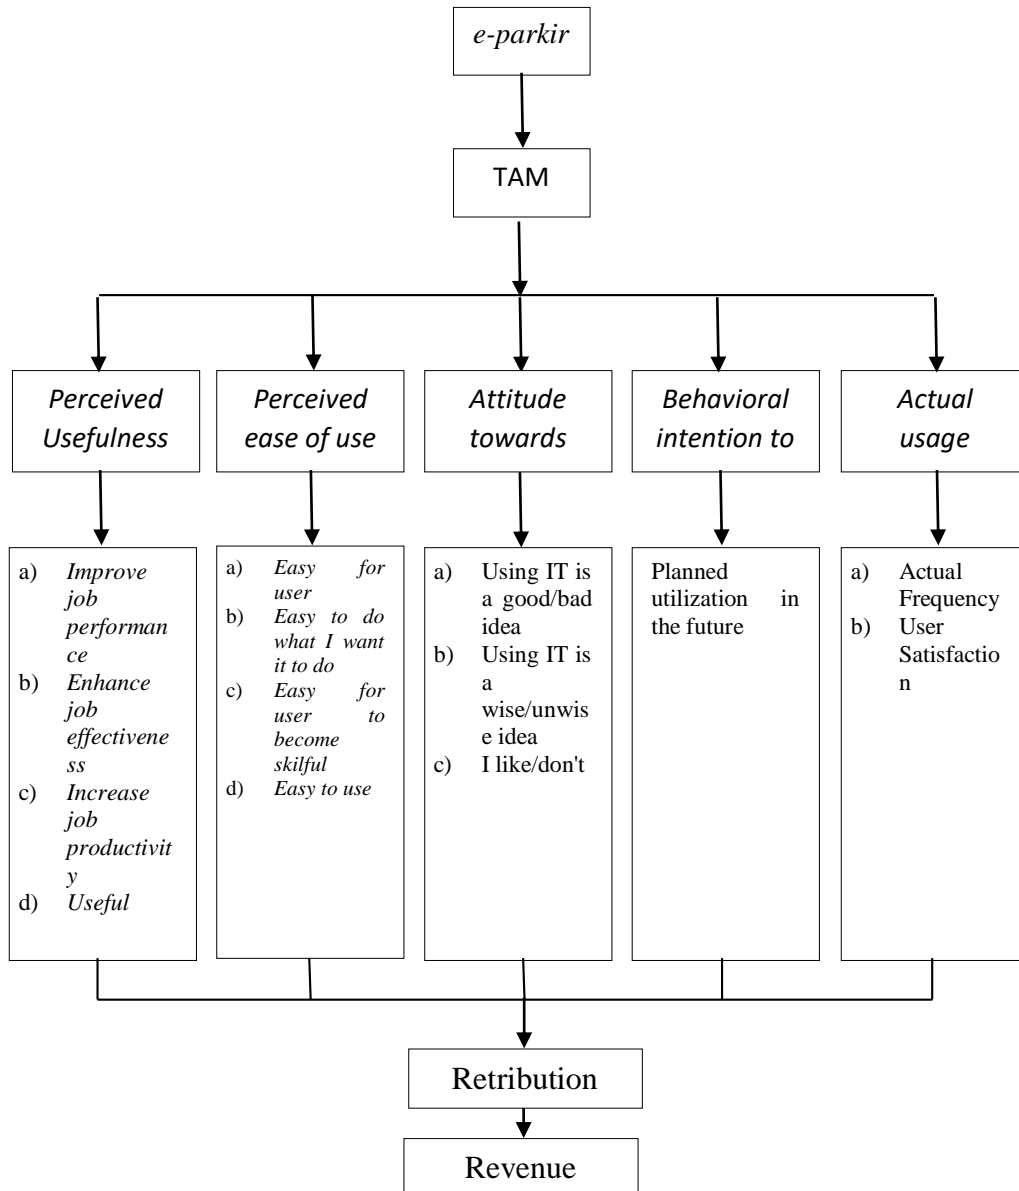 e-parkir
TAM
Perceived
Usefulness
Perceived
ease of use
Attitude
towards
Behavioral
intention to
Actual
usage
a) Improve
job
performan
ce
b) Enhance
job
effectivene
ss
c) Increase
job
productivit
y
d) Useful
a) Easy for
user
b) Easy to do
what I want
it to do
c) Easy for
user to
become
skilful
d) Easy to use
a) Using IT is
a good/bad
idea
b) Using IT is
a
wise/unwis
e idea
c) I like/don't
Planned
utilization in
the future
a) Actual
Frequency
b) User
Satisfactio
n
Retribution
Revenue